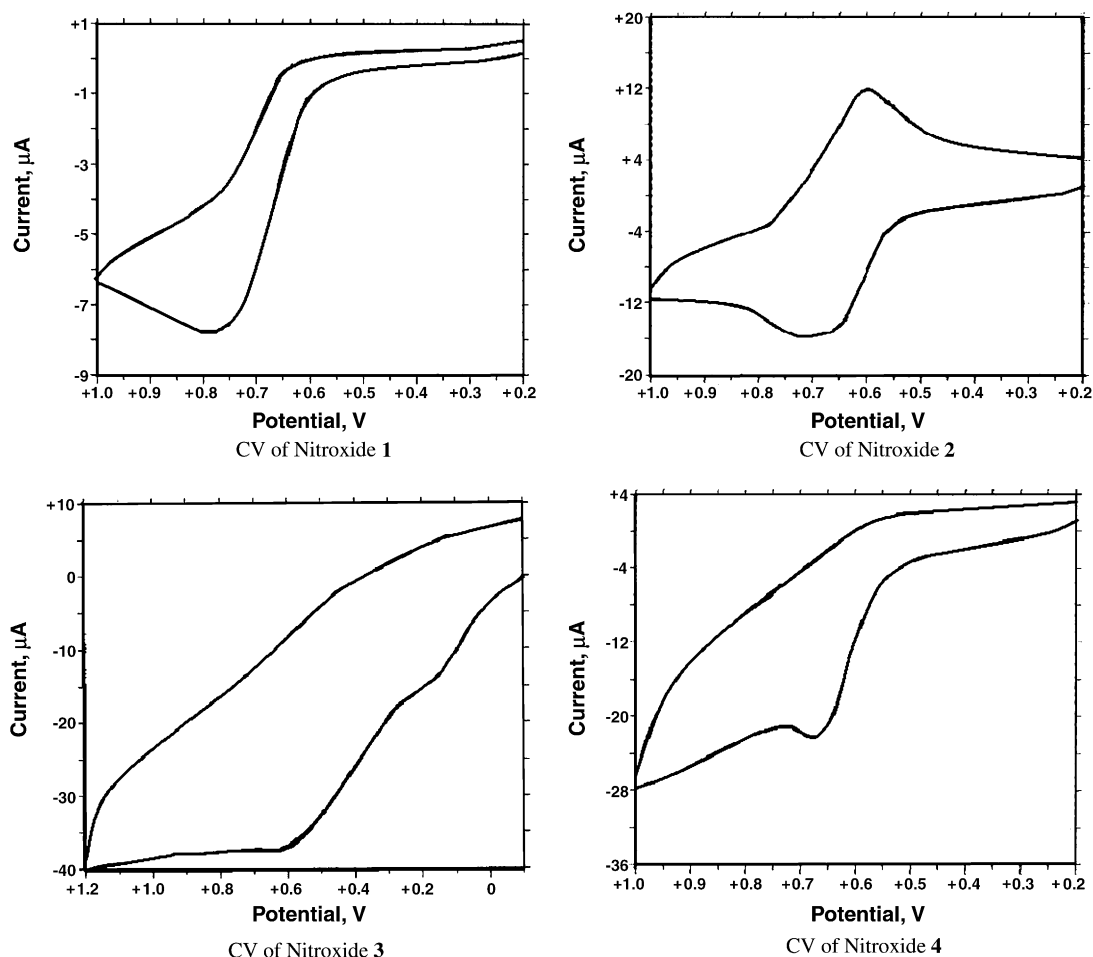 +1
-1
-3
-5
-7
-9
Current, µA
+1.0 +0.9 +0.8 +0.7 +0.6 +0.5 +0.4 +0.3 +0.2
Potential, V
CV of Nitroxide 1
+20
+12
+4
-4
-12
-20
Current, µA
+1.0 +0.9 +0.8 +0.7 +0.6 +0.5 +0.4 +0.3 +0.2
Potential, V
CV of Nitroxide 2
+10
0
-10
-20
-30
-40
Current, µA
+1.2 +1.0 +0.8 +0.6 +0.4 +0.2 0
Potential, V
CV of Nitroxide 3
+4
-4
-12
-20
-28
-36
Current, µA
+1.0 +0.9 +0.8 +0.7 +0.6 +0.5 +0.4 +0.3 +0.2
Potential, V
CV of Nitroxide 4